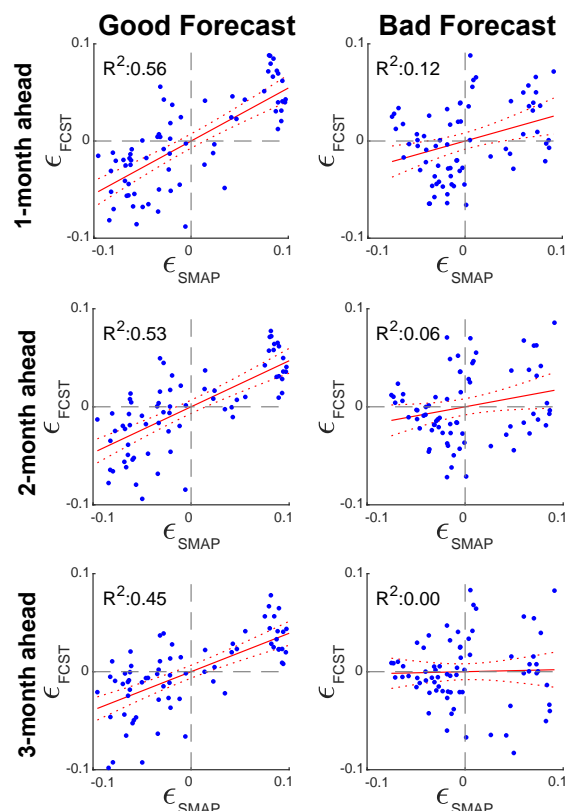 Good Forecast Bad Forecast
1-month ahead
0.1
R²:0.56
ϵFCST
0
-0.1
-0.1 0 0.1
ϵSMAP
0.1
R²:0.12
ϵFCST
0
-0.1
-0.1 0 0.1
ϵSMAP
2-month ahead
0.1
R²:0.53
ϵFCST
0
-0.1
-0.1 0 0.1
ϵSMAP
0.1
R²:0.06
ϵFCST
0
-0.1
-0.1 0 0.1
ϵSMAP
3-month ahead
0.1
R²:0.45
ϵFCST
0
-0.1
-0.1 0 0.1
ϵSMAP
0.1
R²:0.00
ϵFCST
0
-0.1
-0.1 0 0.1
ϵSMAP